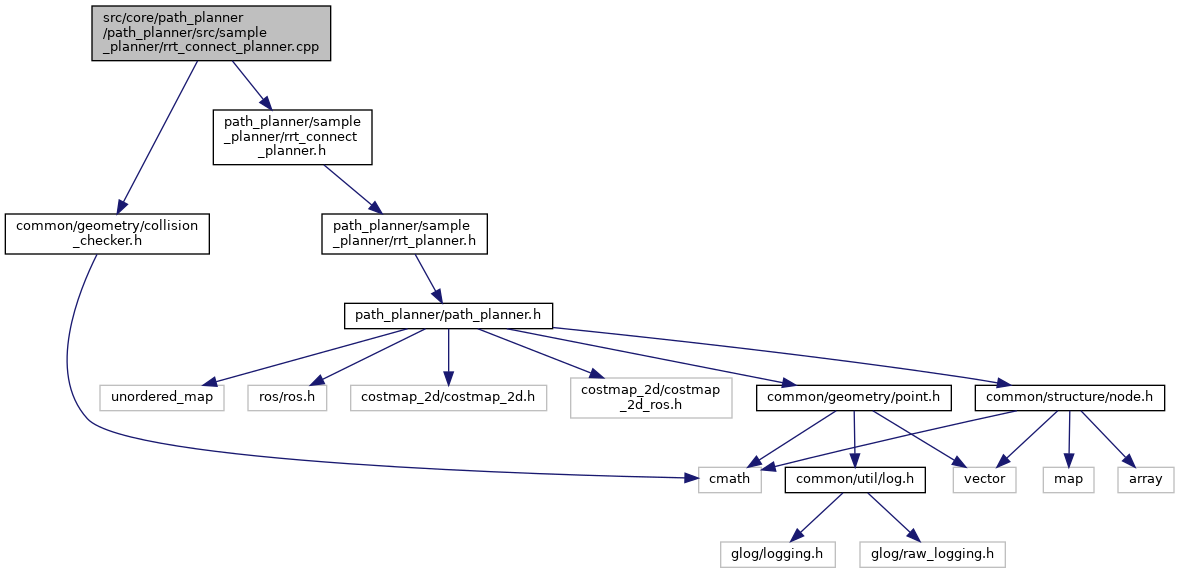 src/core/path_planner
/path_planner/src/sample
_planner/rrt_connect_planner.cpp
path_planner/sample
_planner/rrt_connect
_planner.h
common/geometry/collision
_checker.h
path_planner/sample
_planner/rrt_planner.h
path_planner/path_planner.h
unordered_map
ros/ros.h
costmap_2d/costmap_2d.h
costmap_2d/costmap
_2d_ros.h
common/geometry/point.h
common/structure/node.h
cmath
common/util/log.h
vector
map
array
glog/logging.h
glog/raw_logging.h